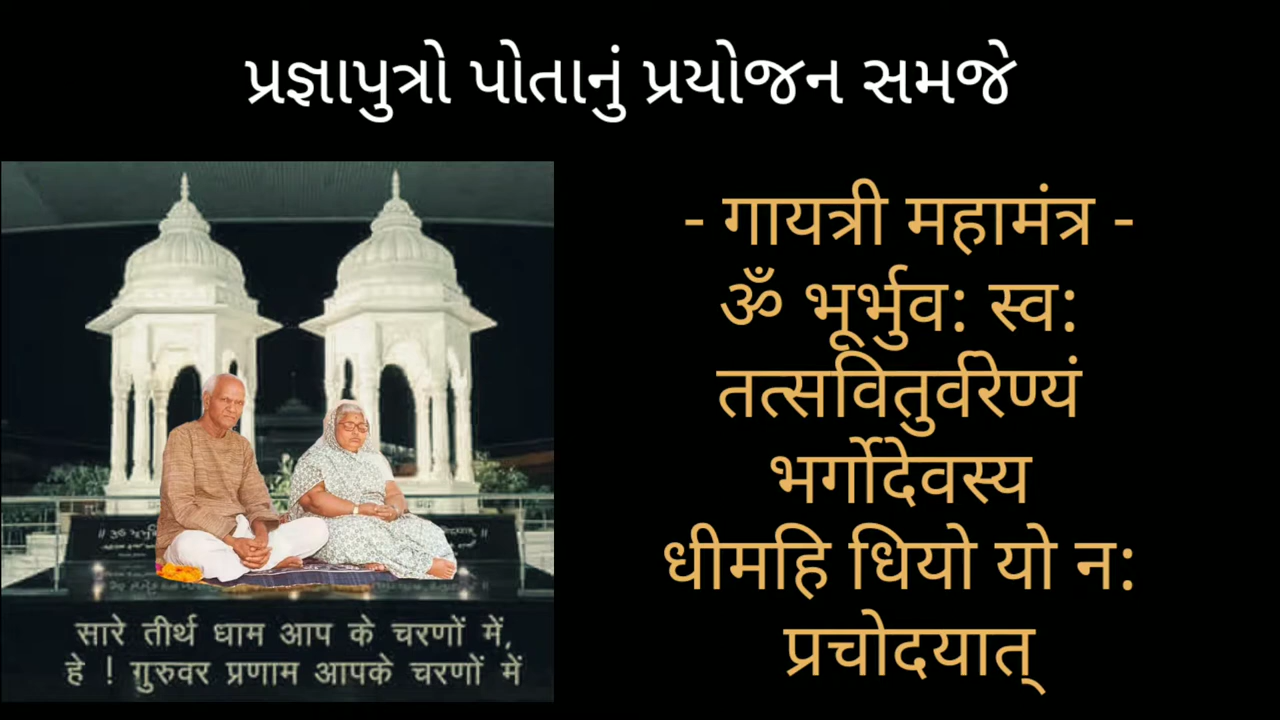 પ્રજ્ઞાપુત્રો પોતાનું પ્રયોજન સમજે
- गायत्री महामंत्र -
ॐ भूर्भुव: स्व:
तत्सवितुर्वरेण्यं
भर्गोदेवस्य
धीमहि धियो यो न:
प्रचोदयात्
सारे तीर्थ धाम आप के चरणों में,
हे ! गुरुवर प्रणाम आपके चरणों में